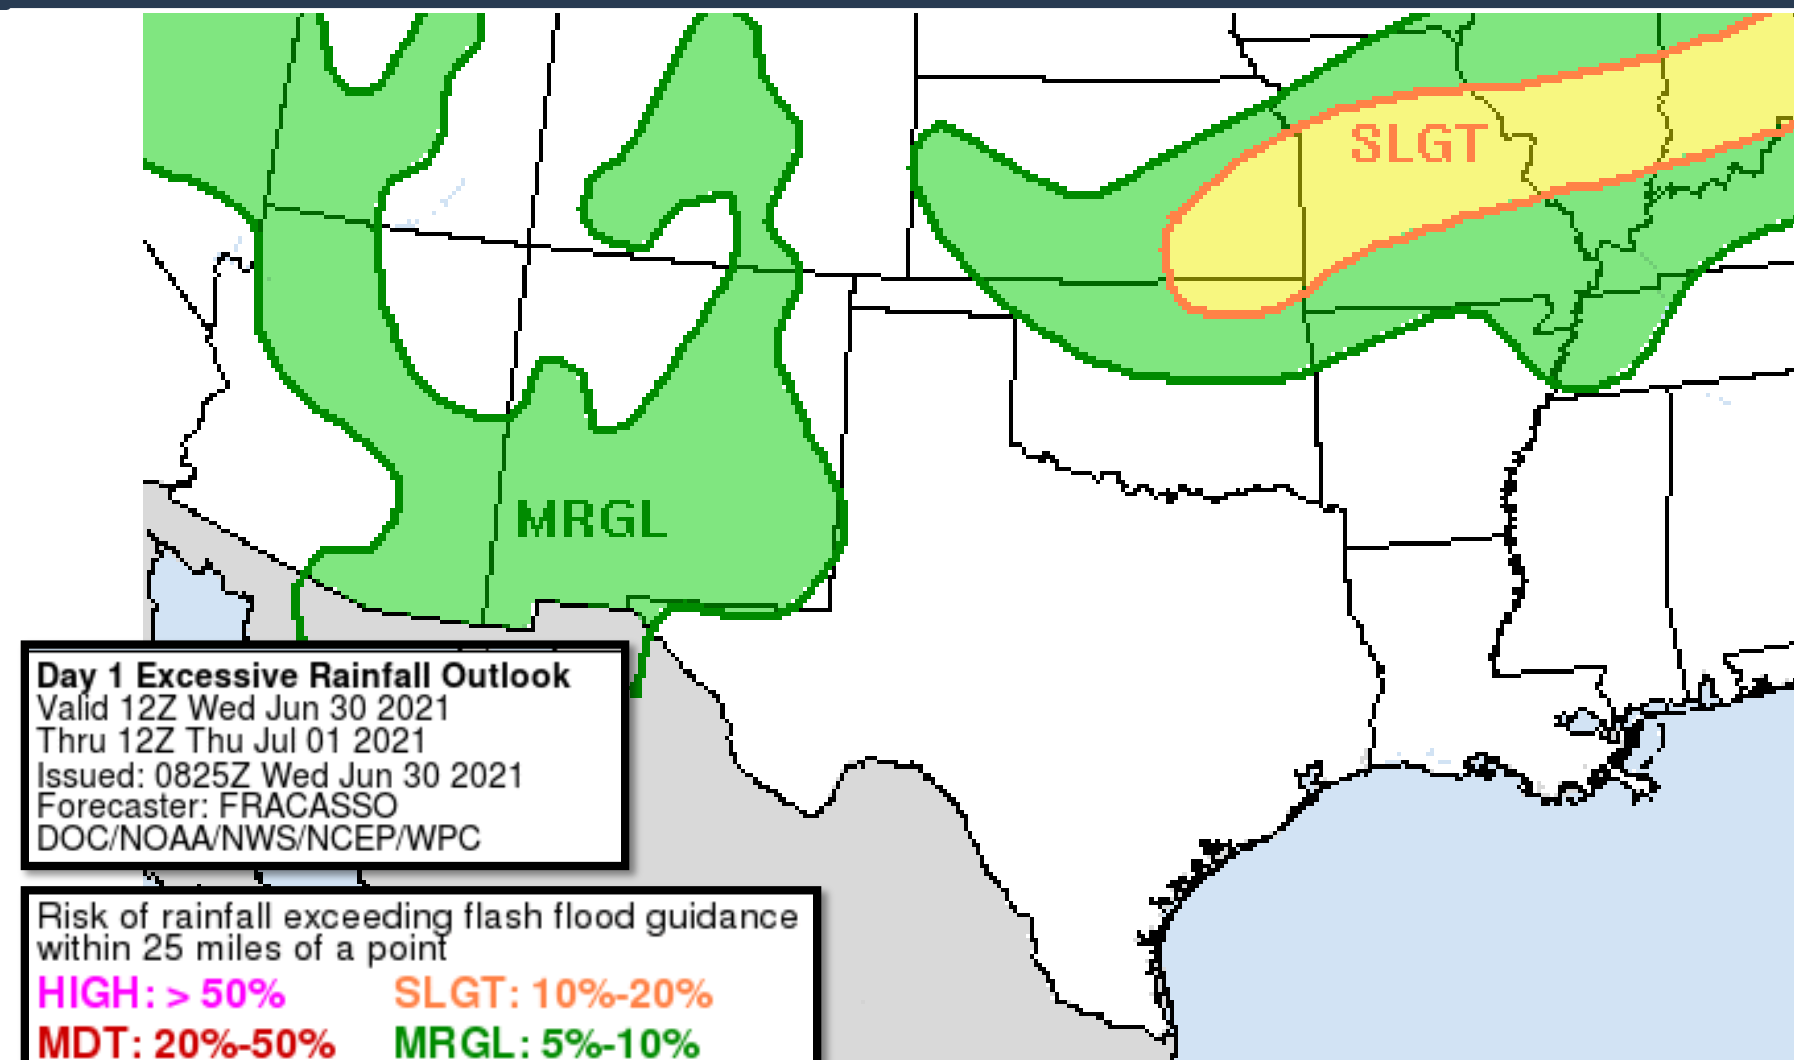 SLGT
MRGL
Day 1 Excessive Rainfall Outlook
Valid 12Z Wed Jun 30 2021
Thru 12Z Thu Jul 01 2021
Issued: 0825Z Wed Jun 30 2021
Forecaster: FRACASSO
DOC/NOAA/NWS/NCEP/WPC
Risk of rainfall exceeding flash flood guidance
within 25 miles of a point
HIGH: > 50% SLGT: 10%-20%
MDT: 20%-50% MRGL: 5%-10%